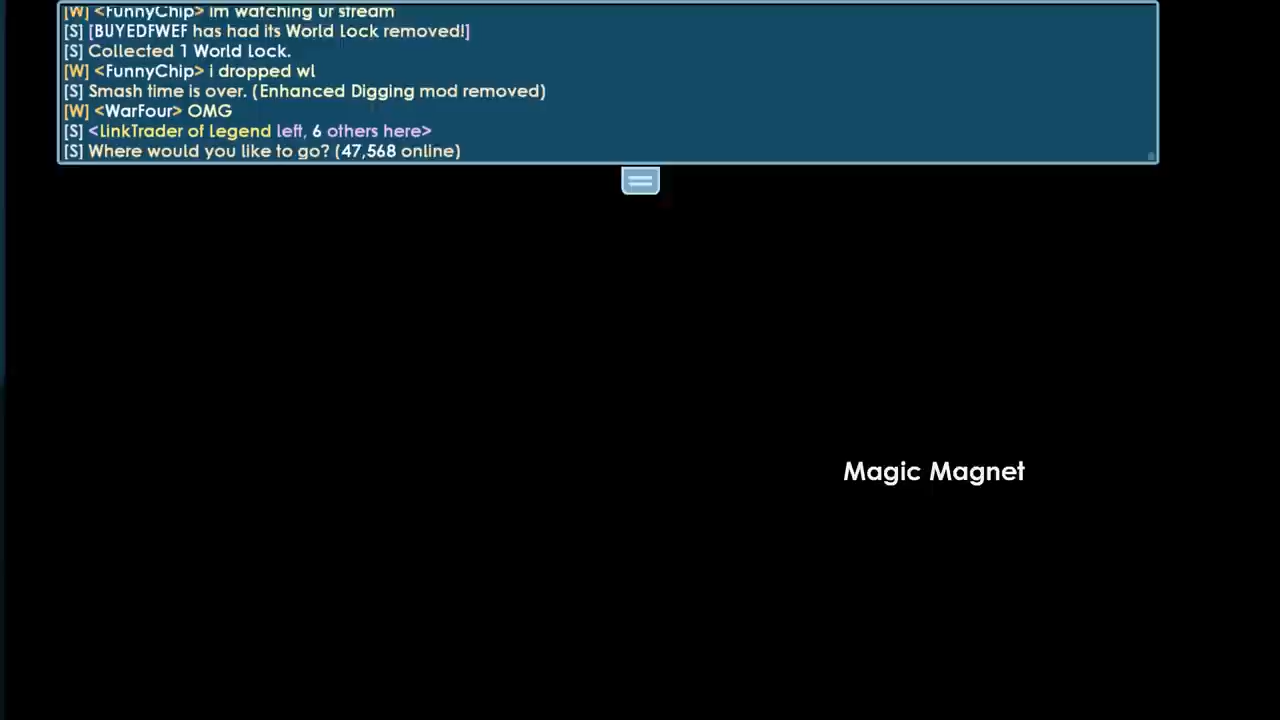 [W] <FunnyChip> im watching ur stream
[S] [BUYEDFWEF has had its World Lock removed!]
[S] Collected 1 World Lock.
[W] <FunnyChip> i dropped wl
[S] Smash time is over. (Enhanced Digging mod removed)
[W] <WarFour> OMG
[S] <LinkTrader of Legend left, 6 others here>
[S] Where would you like to go? (47,568 online)
Magic Magnet